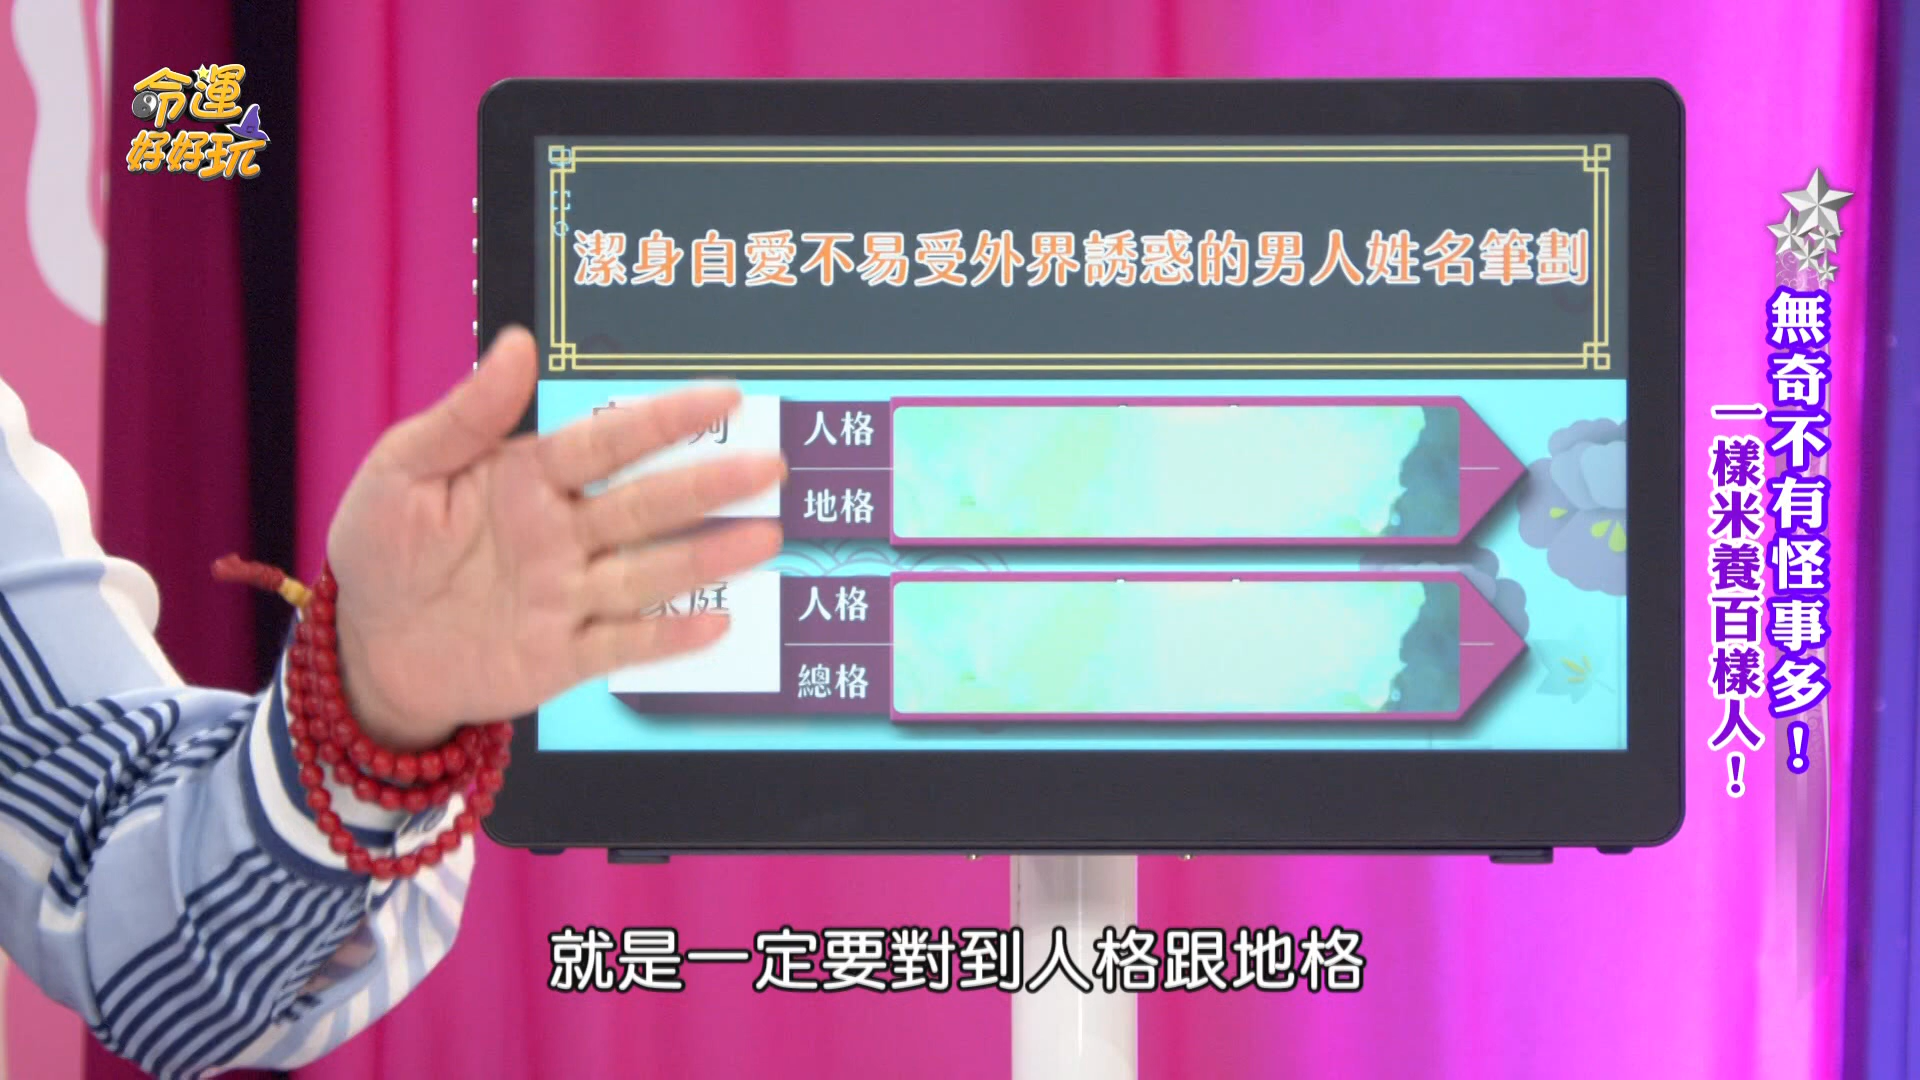 命運
好好玩
潔身自愛不易受外界誘惑的男人姓名筆劃
人格
地格
家庭
人格
總格
無奇不有怪事多！
一樣米養百樣人！
就是一定要對到人格跟地格